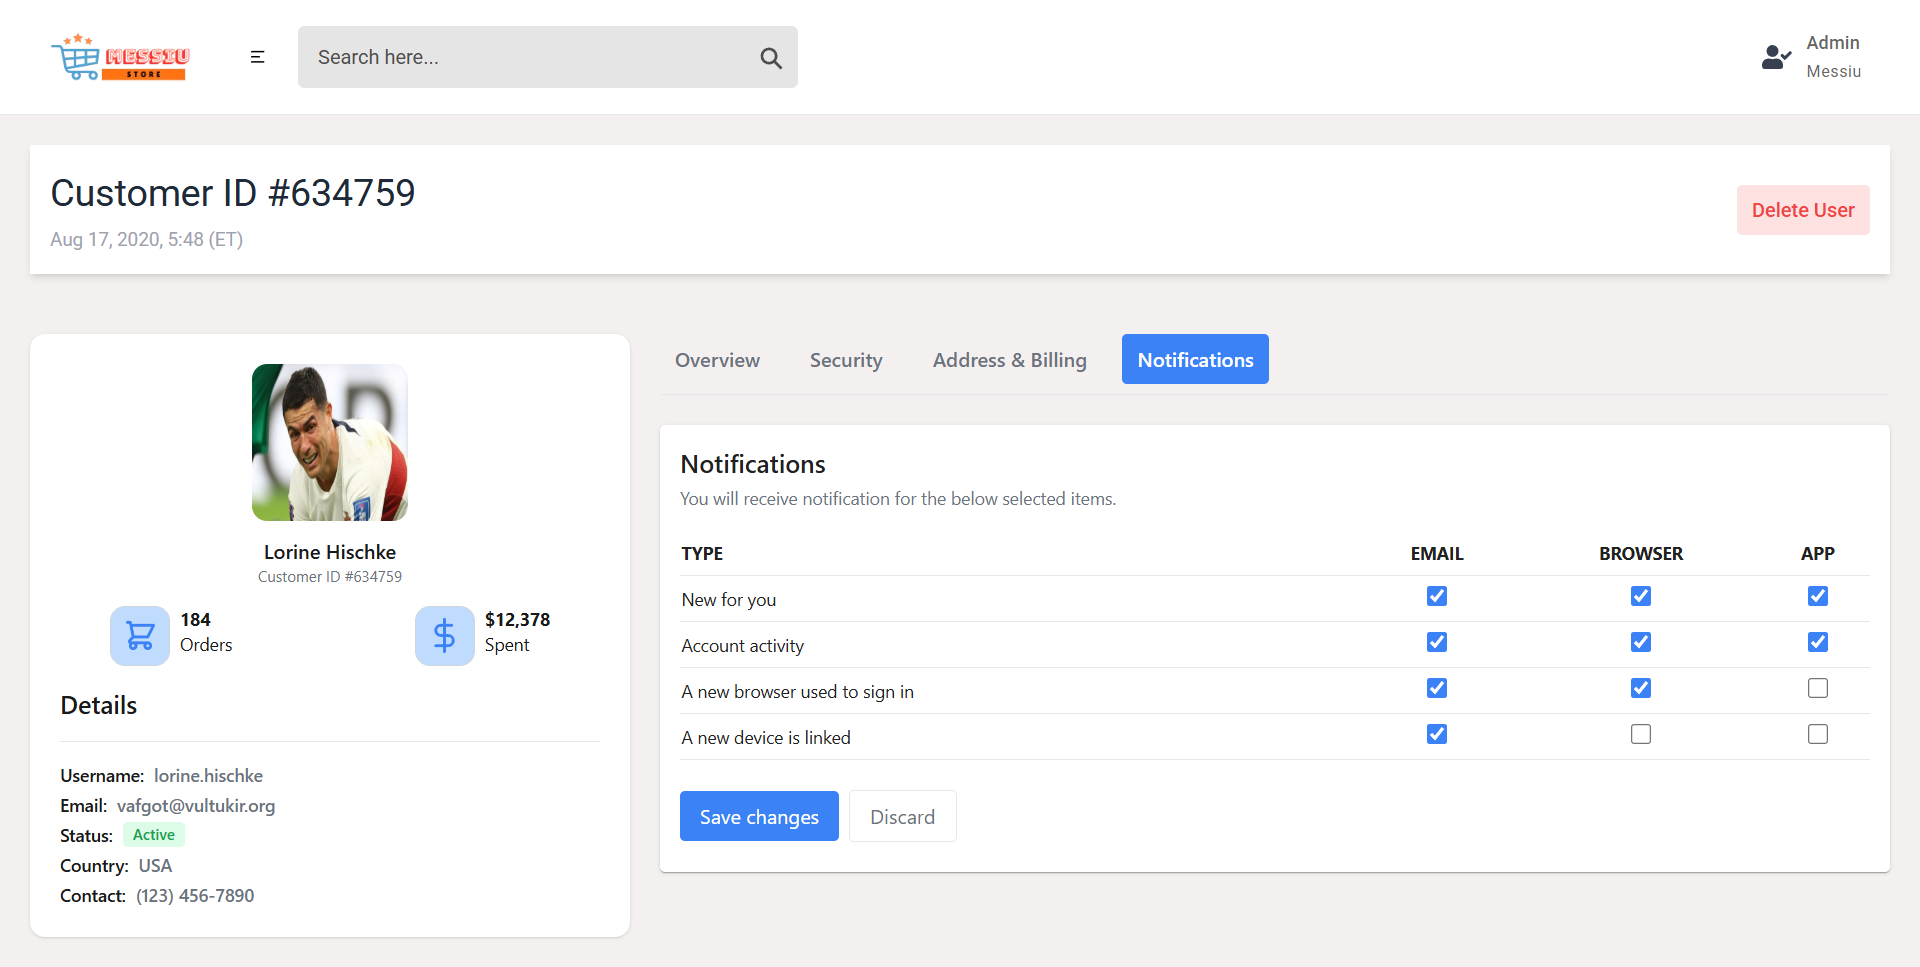 MESSIU
STORE
Search here...
Admin
Messiu
Customer ID #634759
Aug 17, 2020, 5:48 (ET)
Delete User
Lorine Hischke
Customer ID #634759
184
Orders
$12,378
Spent
Details
Username: lorine.hischke
Email: vafgot@vultukir.org
Status: Active
Country: USA
Contact: (123) 456-7890
Overview Security Address & Billing Notifications
Notifications
You will receive notification for the below selected items.
TYPE EMAIL BROWSER APP
New for you
Account activity
A new browser used to sign in
A new device is linked
Save changes Discard